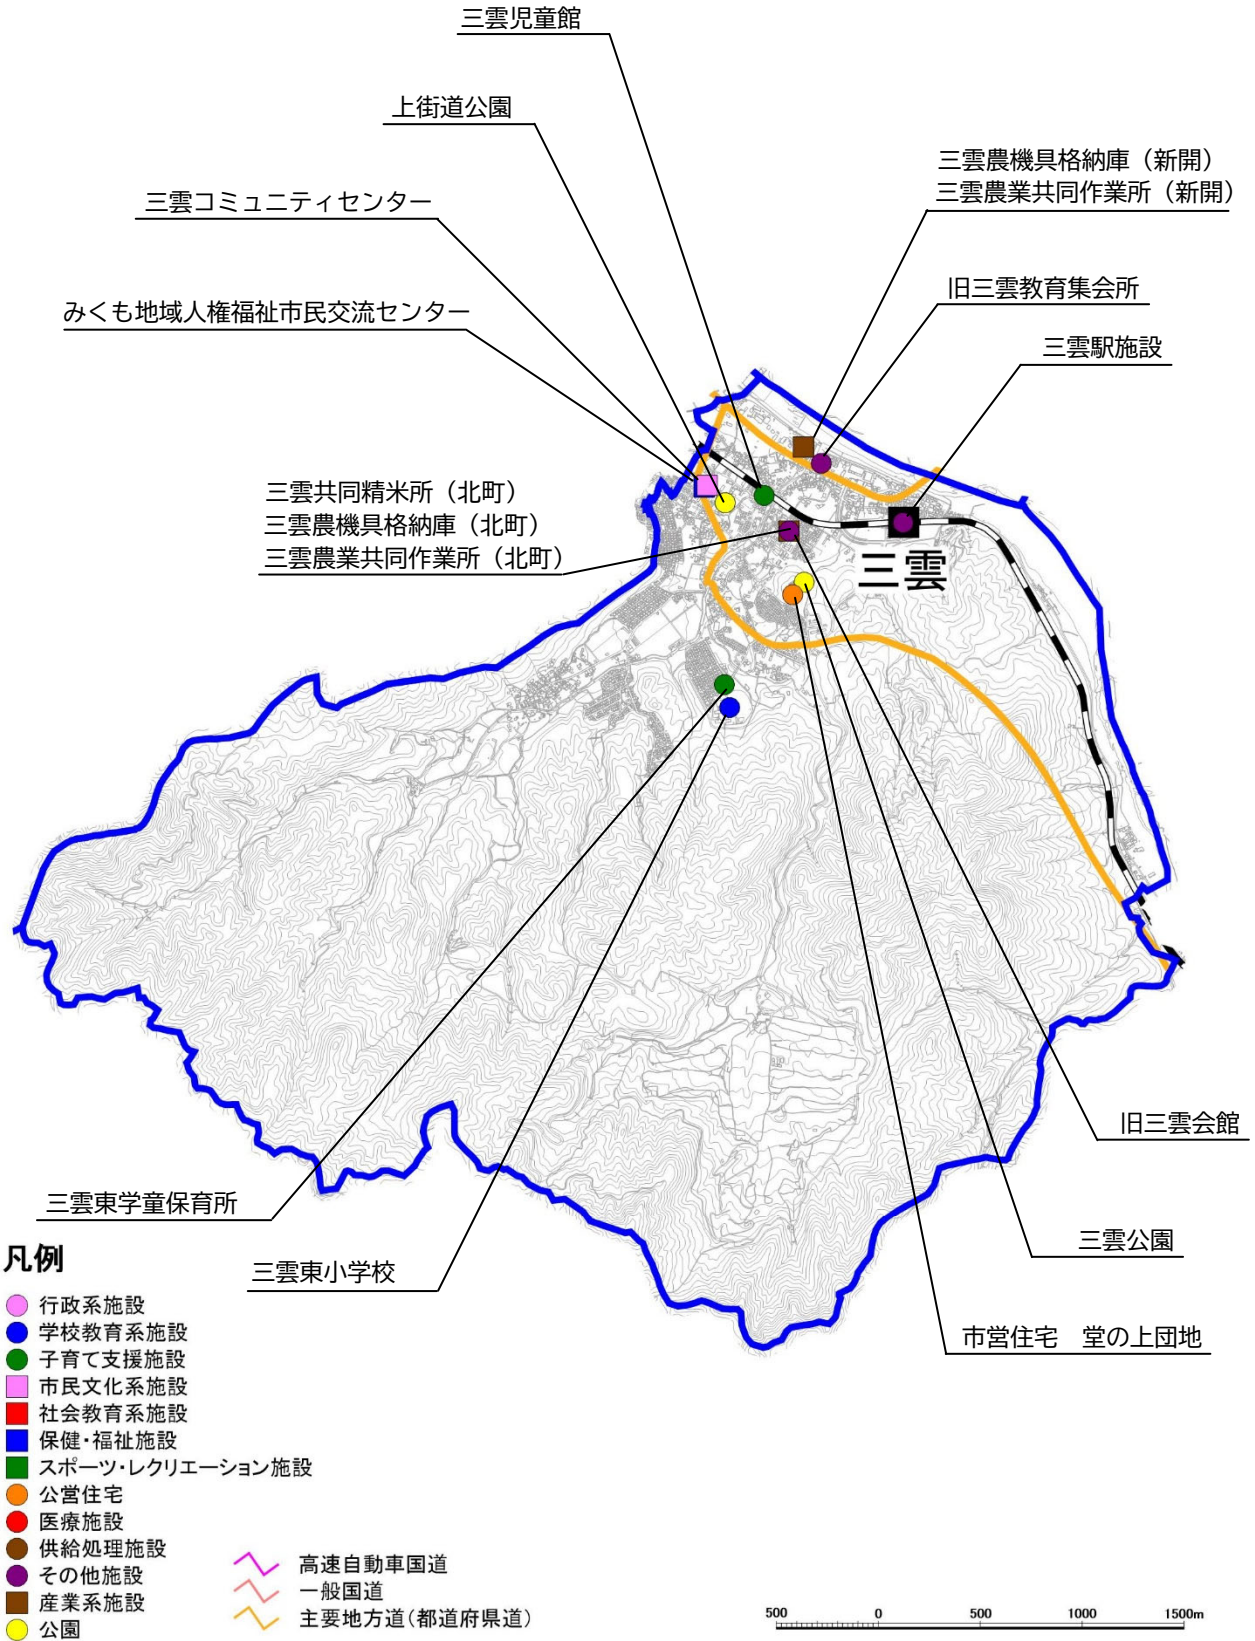 三雲児童館
上街道公園
三雲農機具格納庫（新開）
三雲農業共同作業所（新開）
三雲コミュニティセンター
旧三雲教育集会所
みくも地域人権福祉市民交流センター
三雲駅施設
三雲共同精米所（北町）
三雲農機具格納庫（北町）
三雲農業共同作業所（北町）
三雲
旧三雲会館
三雲東学童保育所
三雲公園
三雲東小学校
市営住宅　堂の上団地
凡例
行政系施設
学校教育系施設
子育て支援施設
市民文化系施設
社会教育系施設
保健・福祉施設
スポーツ・レクリエーション施設
公営住宅
医療施設
供給処理施設
その他施設
産業系施設
公園
高速自動車国道
一般国道
主要地方道（都道府県道）
500 0 500 1000 1500m